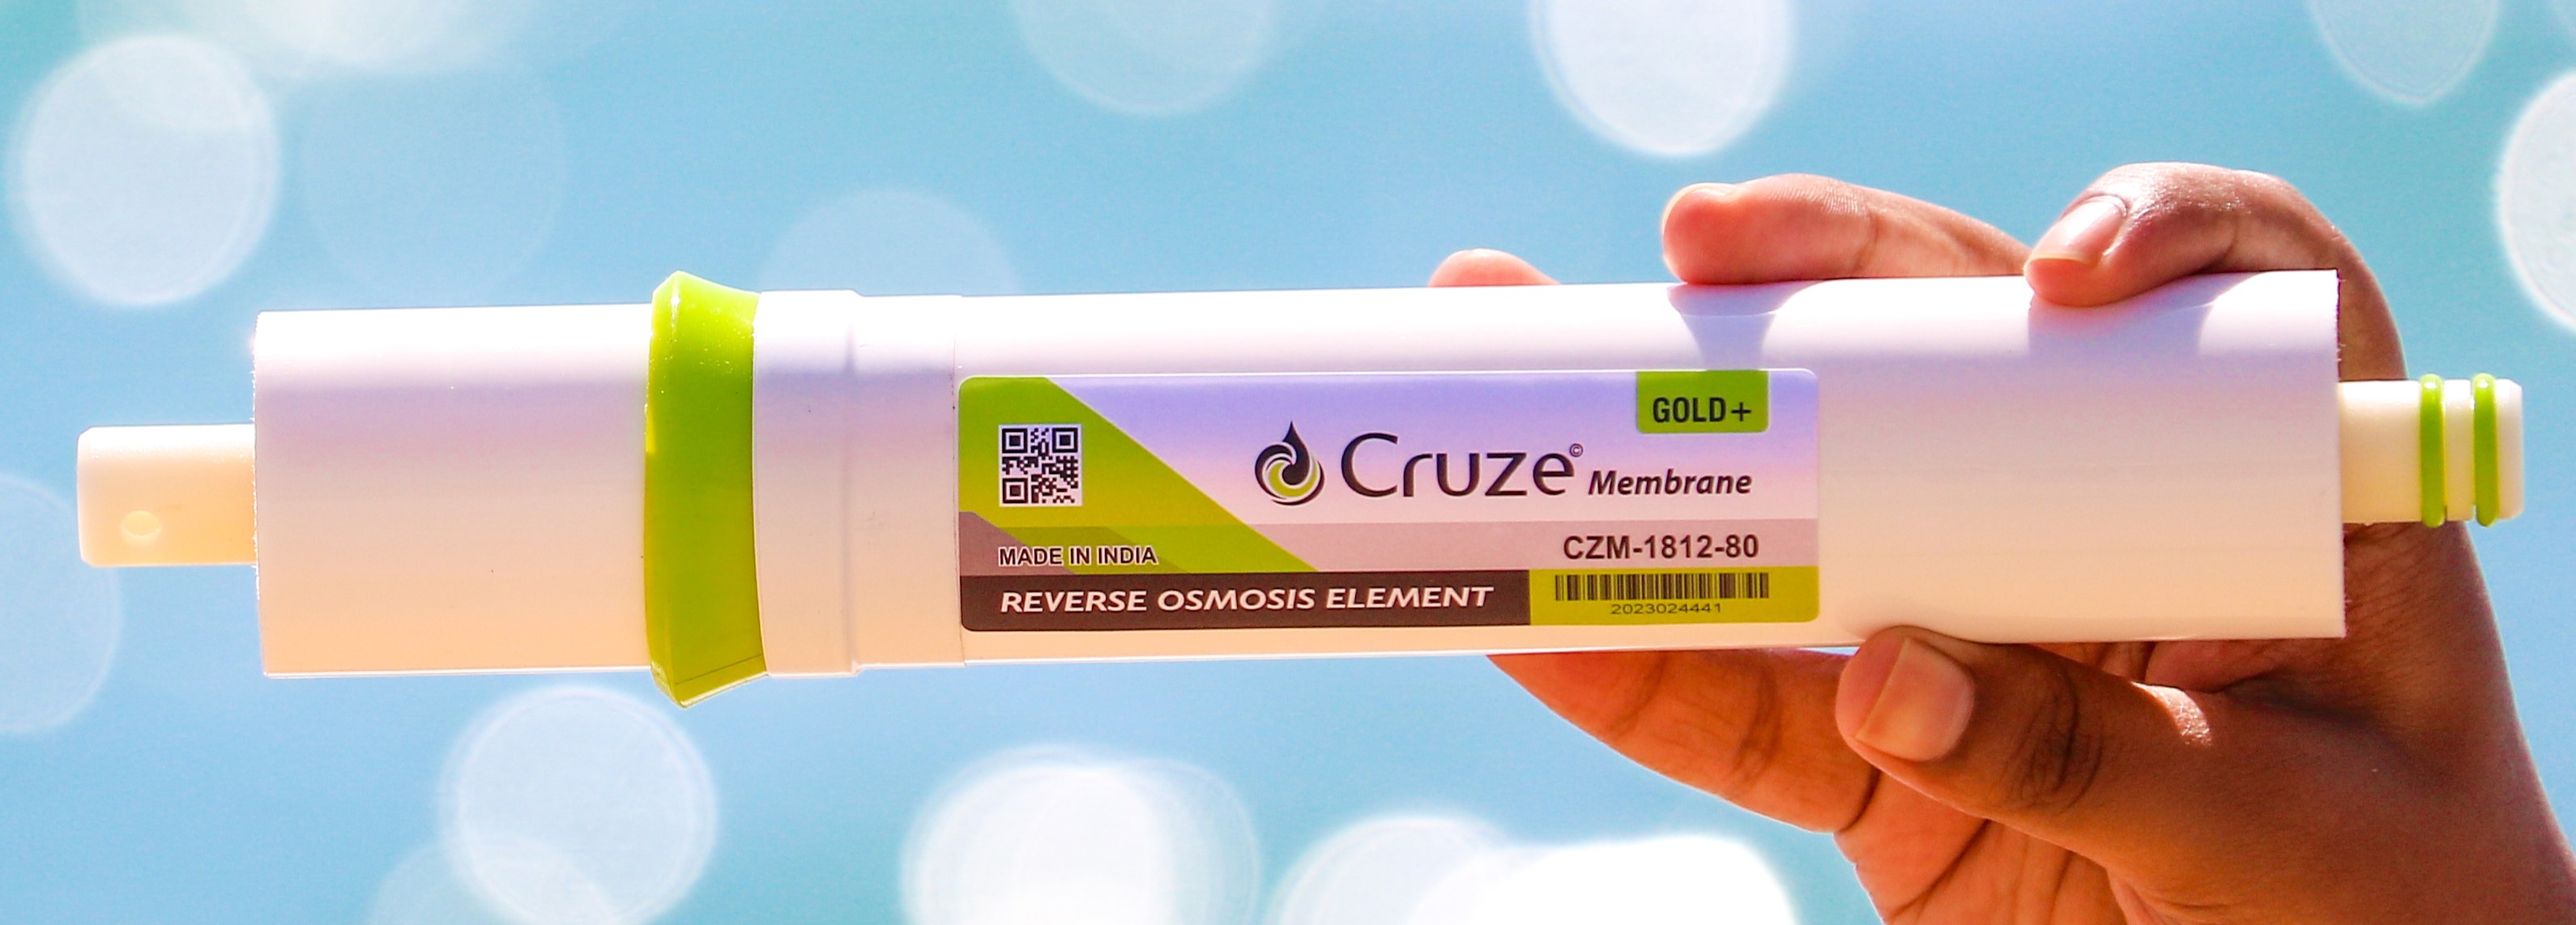 GOLD+
Cruze© Membrane
CZM-1812-80
MADE IN INDIA
REVERSE OSMOSIS ELEMENT
2023024441